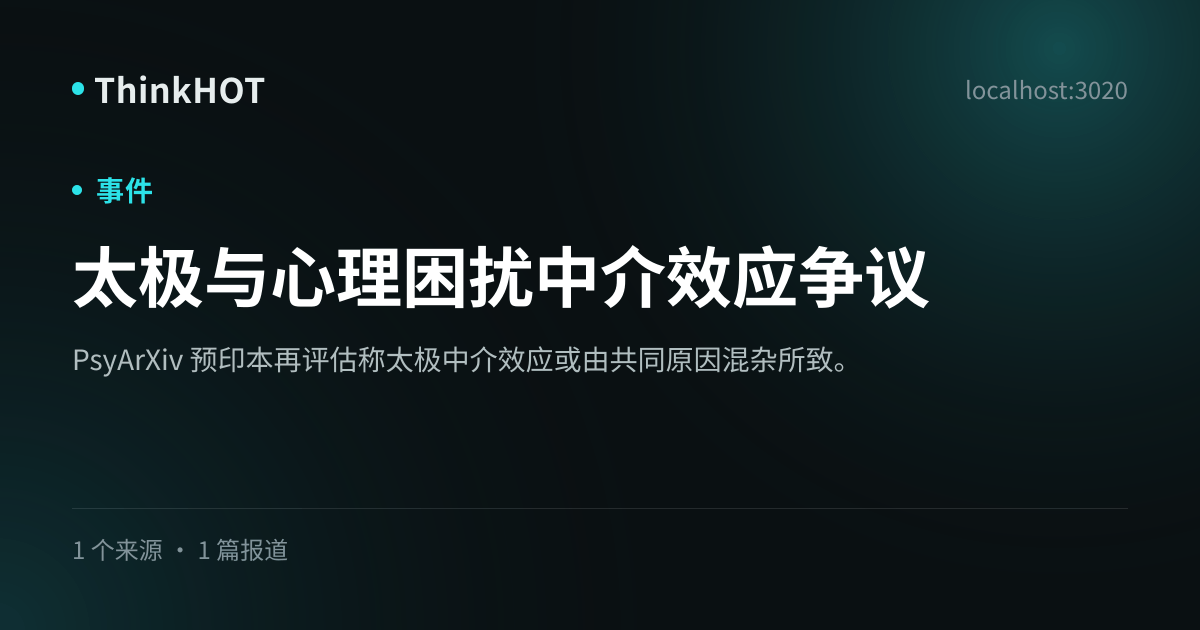 ThinkHOT
localhost:3020
事件
太极与心理困扰中介效应争议
PsyArXiv 预印本再评估称太极中介效应或由共同原因混杂所致。
1 个来源 · 1 篇报道